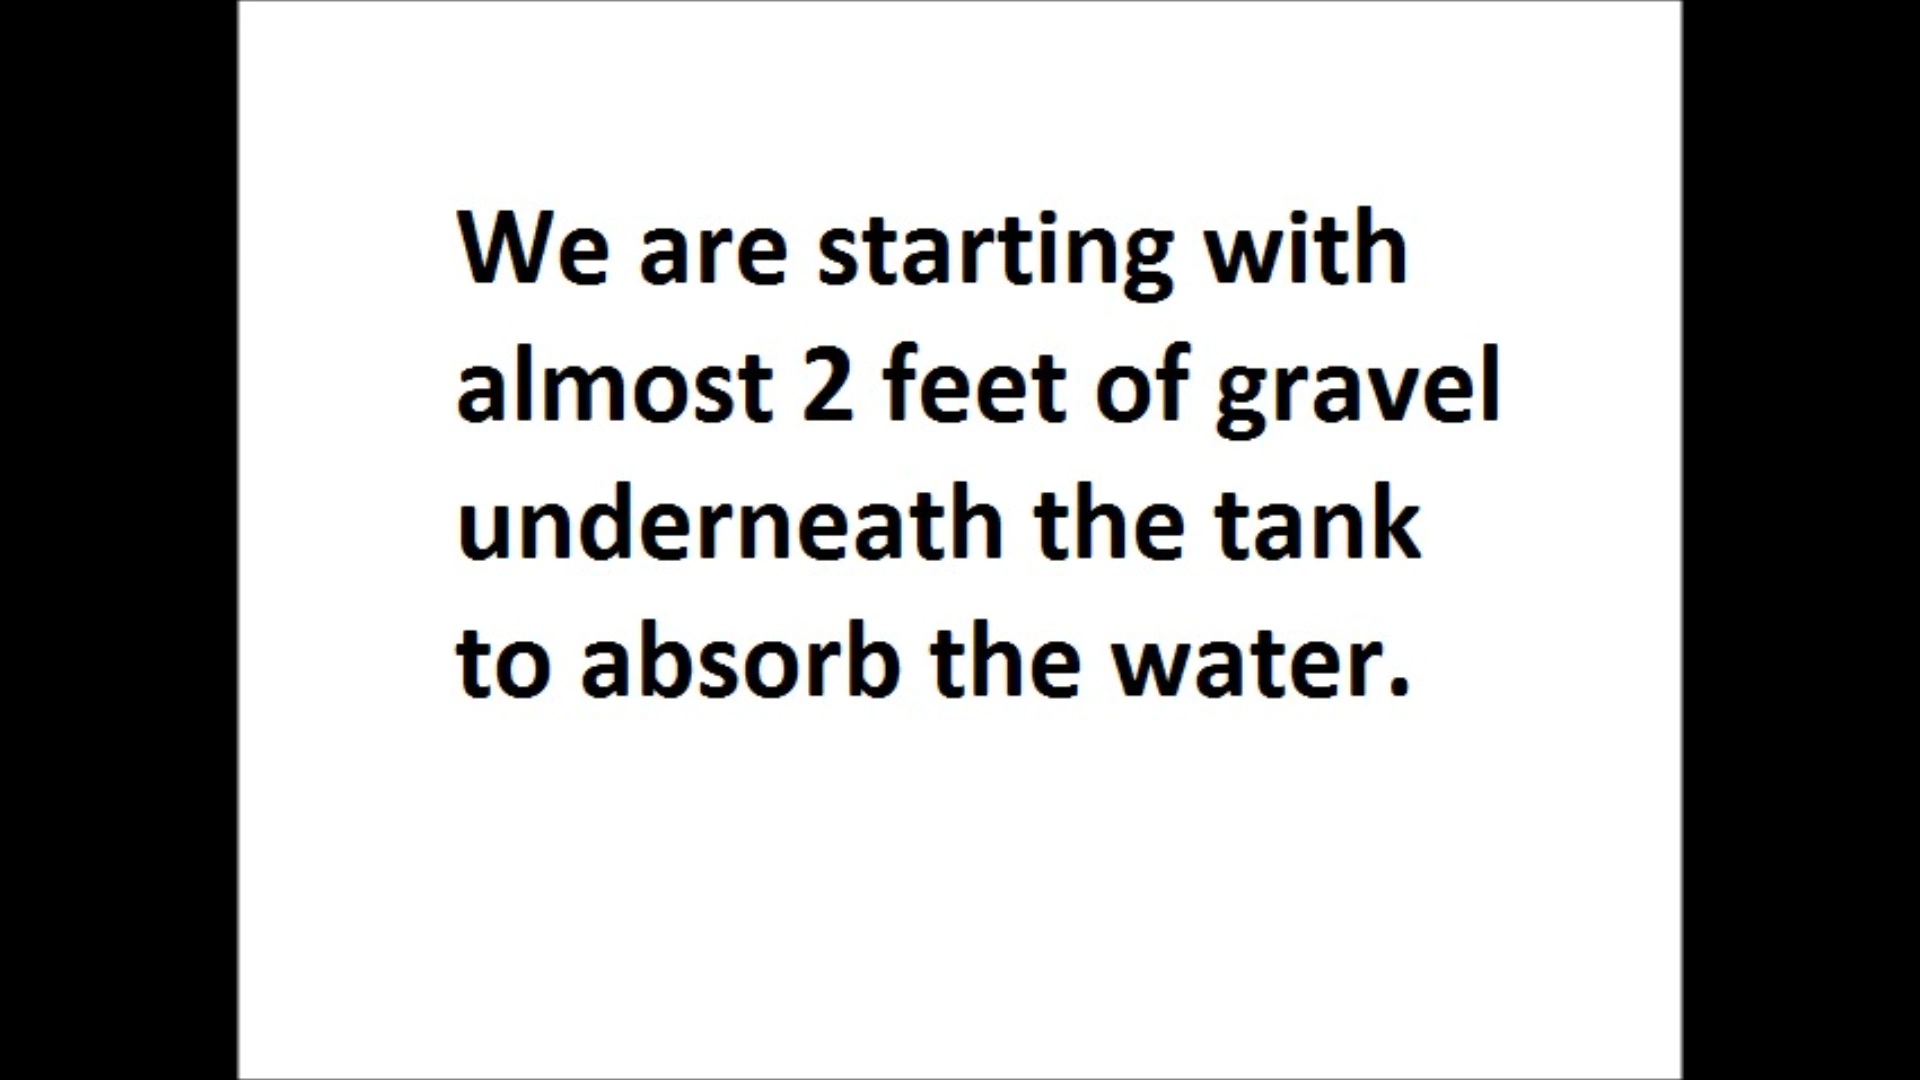 We are starting with
almost 2 feet of gravel
underneath the tank
to absorb the water.